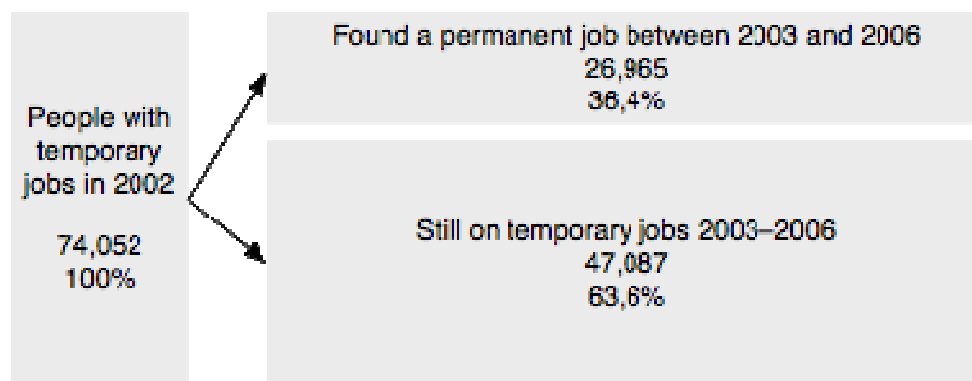 People with
temporary
jobs in 2002
74,052
100%
Found a permanent job between 2003 and 2006
26,965
36,4%
Still on temporary jobs 2003–2006
47,087
63,6%